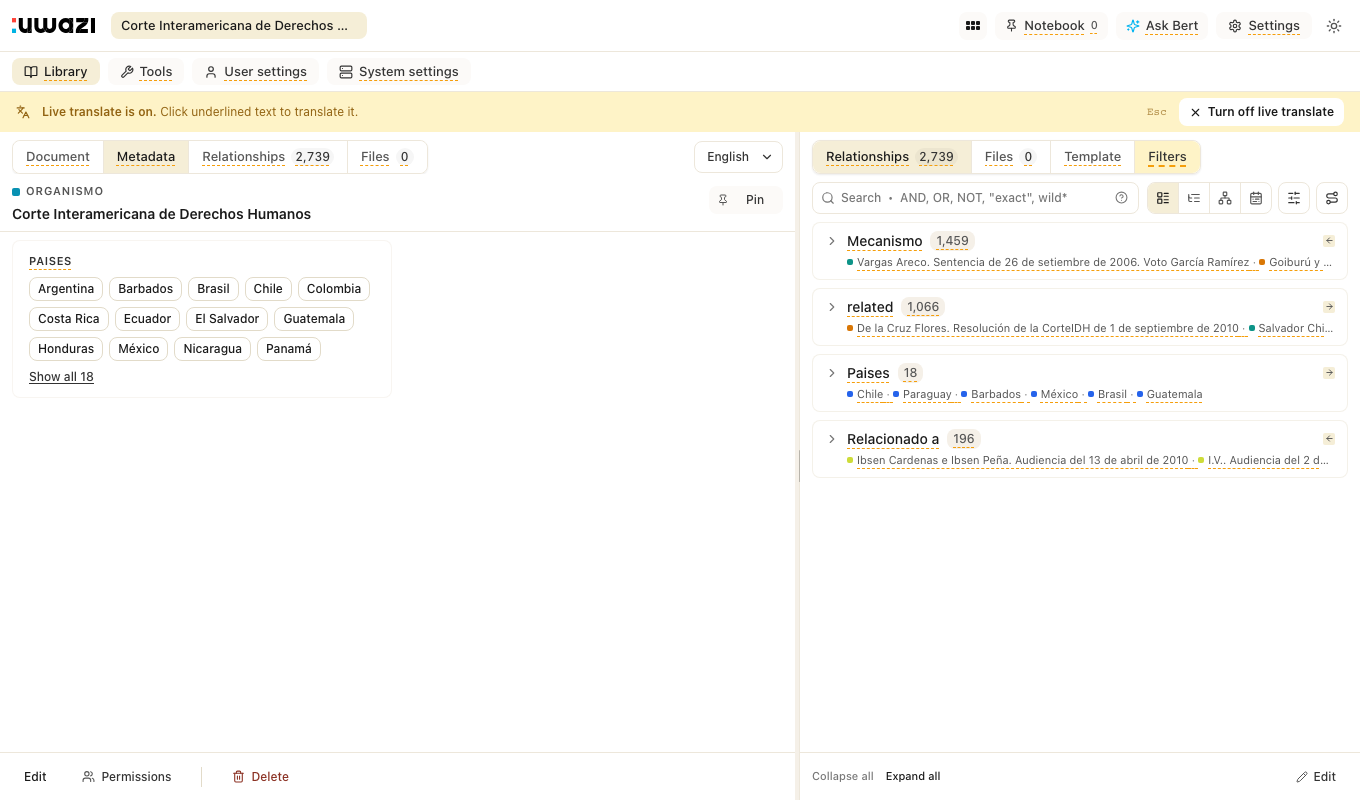 :uwazi
Corte Interamericana de Derechos ...
Notebook 0
Ask Bert
Settings
Library
Tools
User settings
System settings
Live translate is on. Click underlined text to translate it.
Esc
Turn off live translate
Document
Metadata
Relationships 2,739
Files 0
English
ORGANISMO
Corte Interamericana de Derechos Humanos
Pin
PAISES
Argentina Barbados Brasil Chile Colombia
Costa Rica Ecuador El Salvador Guatemala
Honduras México Nicaragua Panamá
Show all 18
Edit
Permissions
Delete
Relationships 2,739
Files 0
Template
Filters
Search • AND, OR, NOT, "exact", wild*
Mecanismo 1,459
Vargas Areco. Sentencia de 26 de setiembre de 2006. Voto García Ramírez · Goiburú y ...
related 1,066
De la Cruz Flores. Resolución de la CorteIDH de 1 de septiembre de 2010 · Salvador Chi...
Paises 18
Chile · Paraguay · Barbados · México · Brasil · Guatemala
Relacionado a 196
Ibsen Cardenas e Ibsen Peña. Audiencia del 13 de abril de 2010 · I.V.. Audiencia del 2 d...
Collapse all
Expand all
Edit